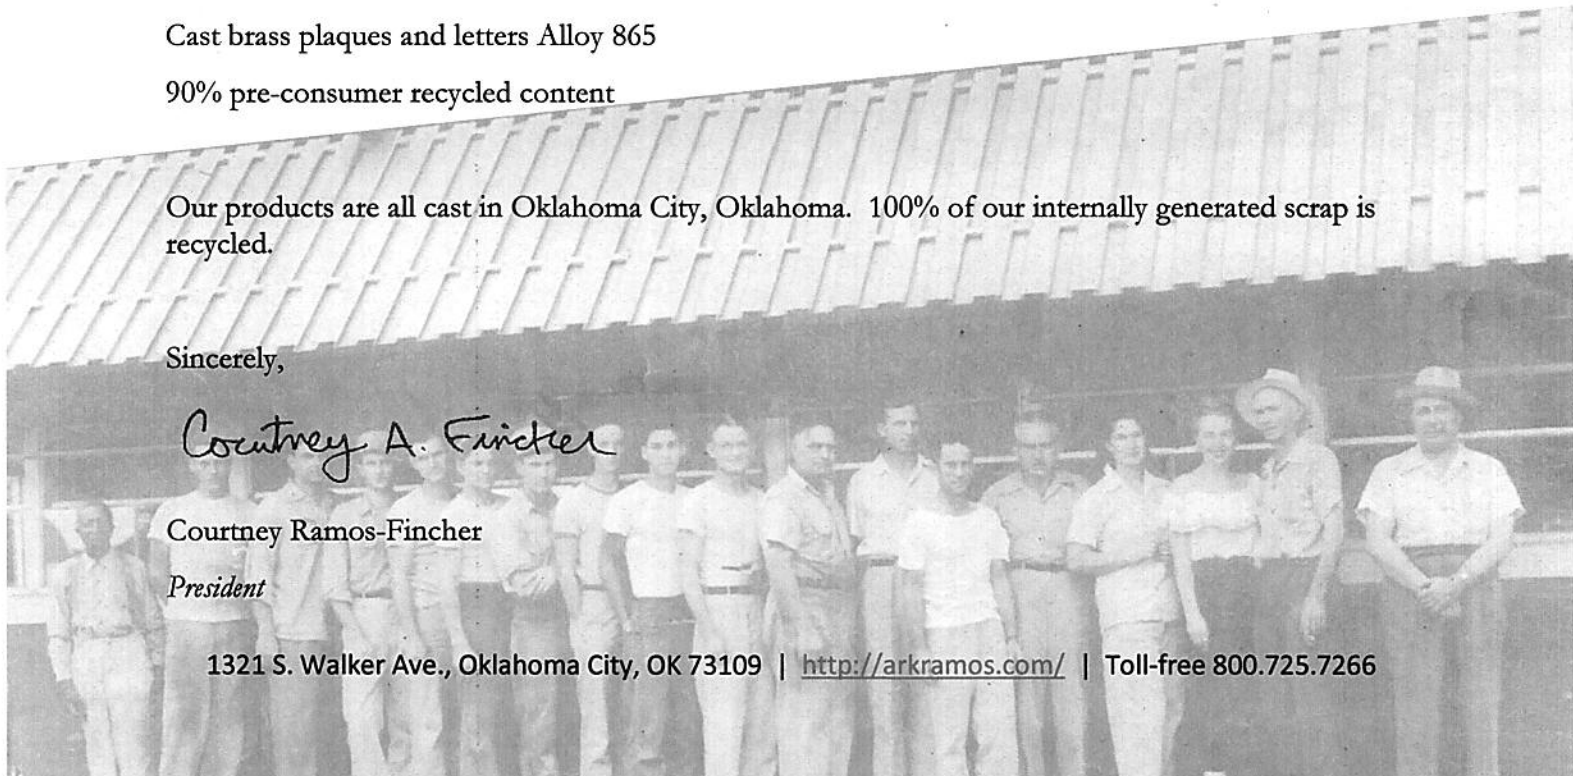 Cast brass plaques and letters Alloy 865
90% pre-consumer recycled content
Our products are all cast in Oklahoma City, Oklahoma. 100% of our internally generated scrap is
recycled.
Sincerely,
Courtney A. Fincher
Courtney Ramos-Fincher
President
1321 S. Walker Ave., Oklahoma City, OK 73109 | http://arkramos.com/ | Toll-free 800.725.7266